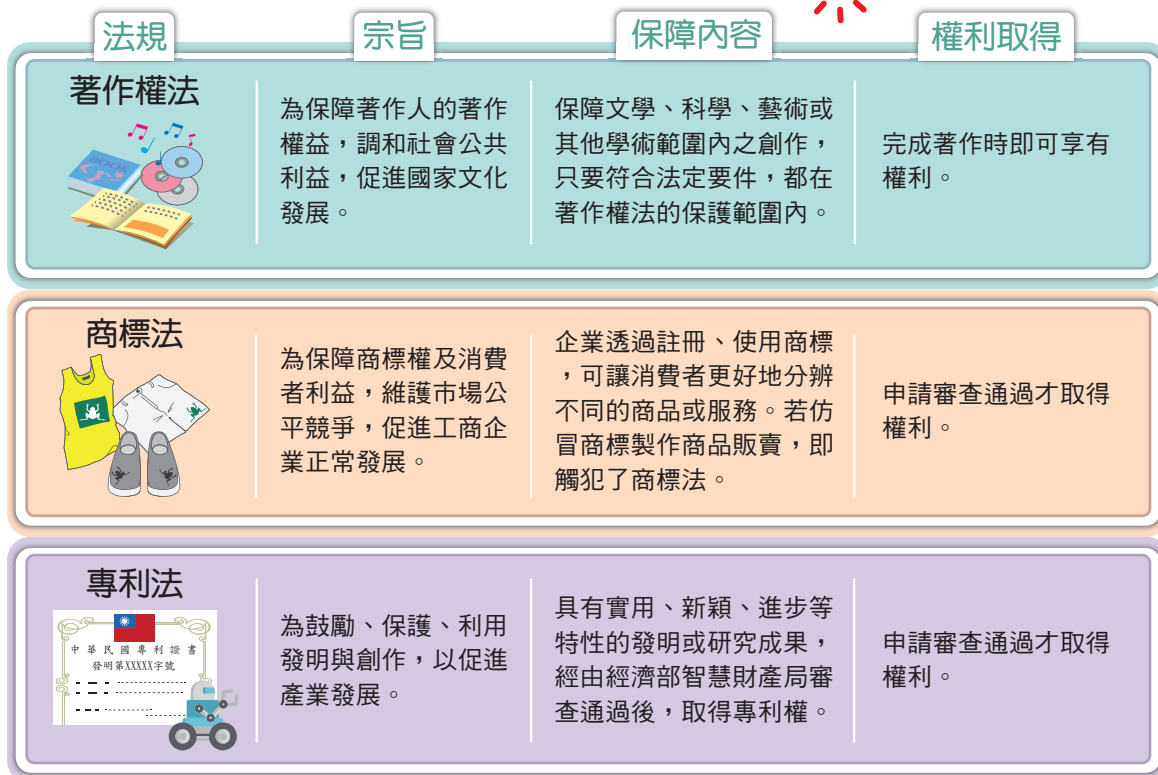 法規
宗旨
保障內容
權利取得
著作權法
BOOK
為保障著作人的著作
權益，調和社會公共
利益，促進國家文化
發展。
保障文學、科學、藝術或
其他學術範圍內之創作，
只要符合法定要件，都在
著作權法的保護範圍內。
完成著作時即可享有
權利。
商標法
為保障商標權及消費
者利益，維護市場公
平競爭，促進工商企
業正常發展。
企業透過註冊、使用商標
，可讓消費者更好地分辨
不同的商品或服務。若仿
冒商標製作商品販賣，即
觸犯了商標法。
申請審查通過才取得
權利。
專利法
中華民國專利證書
發明第XXXXX字號
為鼓勵、保護、利用
發明與創作，以促進
產業發展。
具有實用、新穎、進步等
特性的發明或研究成果，
經由經濟部智慧財產局審
查通過後，取得專利權。
申請審查通過才取得
權利。